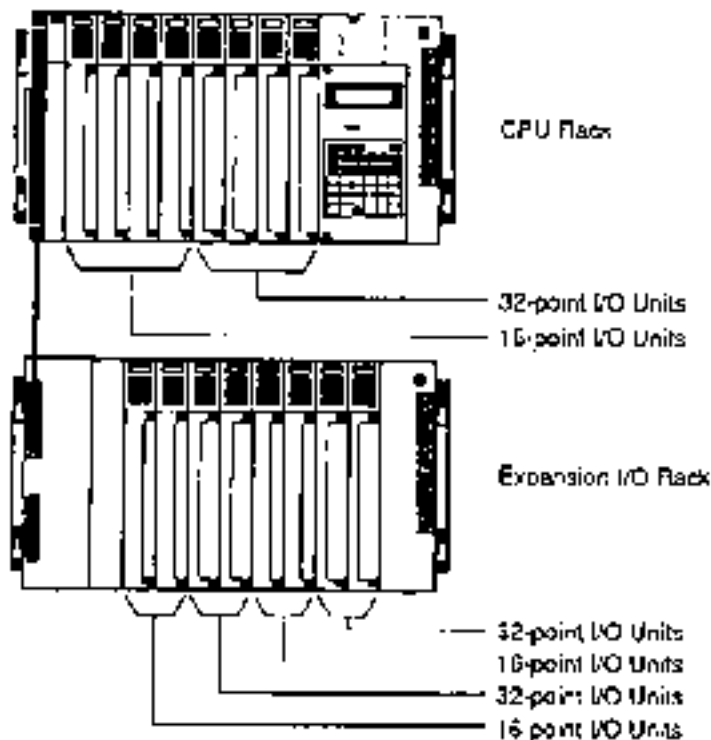 CPU Rack
32-point I/O Units
16-point I/O Units
Expansion I/O Rack
32-point I/O Units
16-point I/O Units
32-point I/O Units
16-point I/O Units